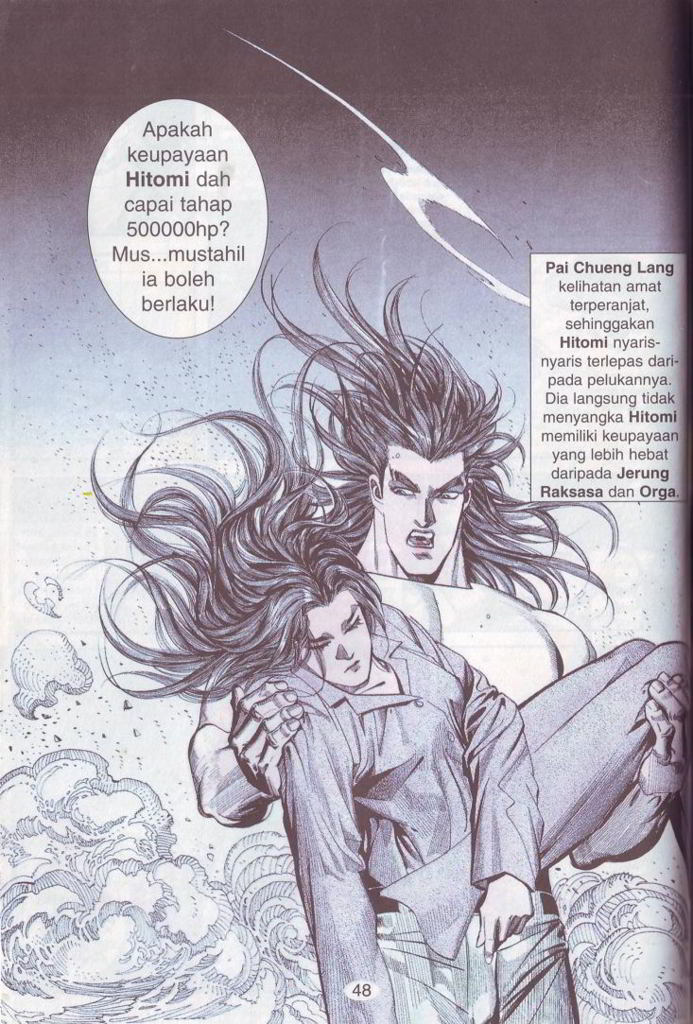 Apakah
keupayaan
Hitomi dah
capai tahap
500000hp?
Mus...mustahil
ia boleh
berlaku!
Pai Chueng Lang
kelihatan amat
terperanjat,
sehinggakan
Hitomi nyaris-
nyaris terlepas dari-
pada pelukannya.
Dia langsung tidak
menyangka Hitomi
memiliki keupayaan
yang lebih hebat
daripada Jerung
Raksasa dan Orga.
48